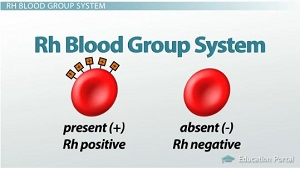 RH BLOOD GROUP SYSTEM
Rh Blood Group System
present (+)
Rh positive
absent (-)
Rh negative
Education Portal